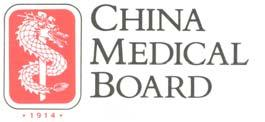 CHINA
MEDICAL
BOARD
• 1914 •